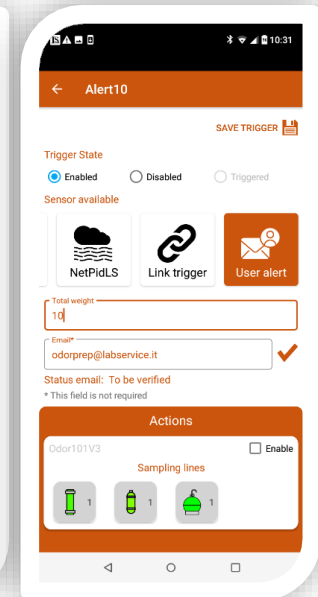 10:31
Alert10
SAVE TRIGGER
Trigger State
Enabled Disabled Triggered
Sensor available
NetPidLS Link trigger User alert
Total weight
10
Email*
odorprep@labservice.it
Status email: To be verified
* This field is not required
Actions
Odor101V3 Enable
Sampling lines
1 1 1